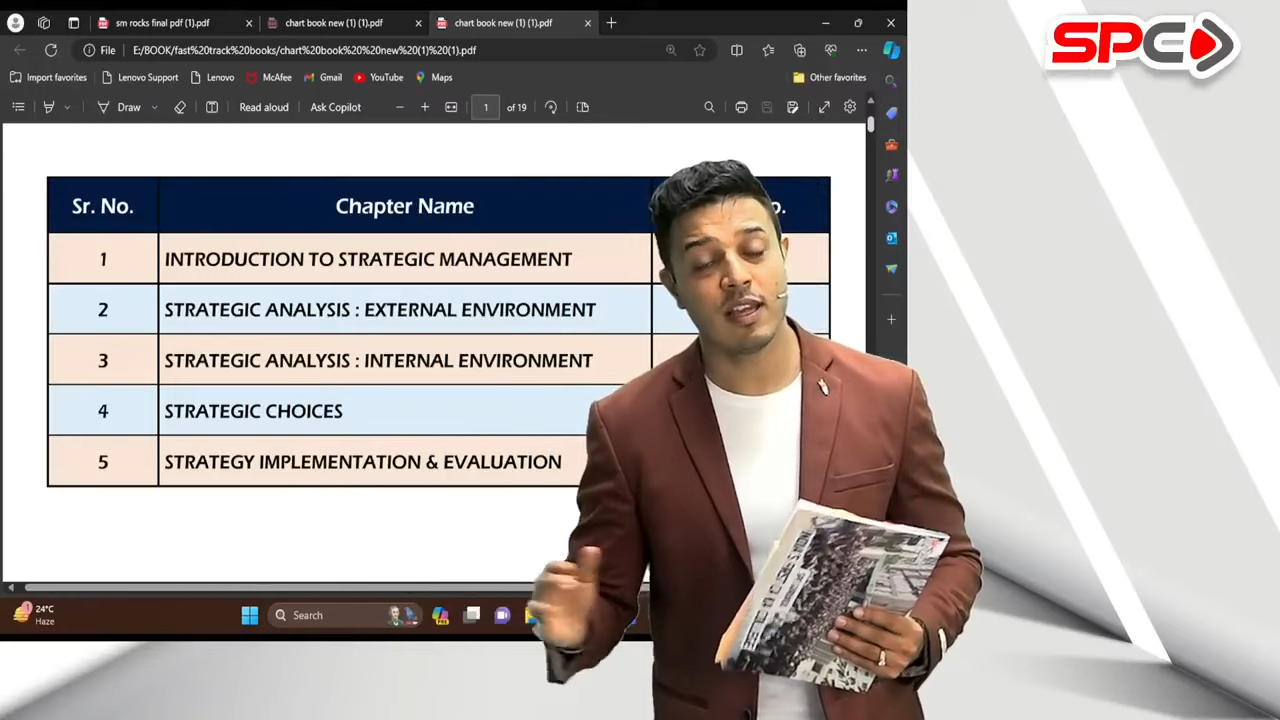 sm rocks final pdf (1).pdf
chart book new (1) (1).pdf
chart book new (1) (1).pdf
SPC
File
E:/BOOK/fast%20track%20books/chart%20book%20new%20(1)%20(1).pdf
Import favorites
Lenovo Support
Lenovo
McAfee
Gmail
YouTube
Maps
Other favorites
Draw
Read aloud
Ask Copilot
1
of 19
Sr. No.
Chapter Name
1
INTRODUCTION TO STRATEGIC MANAGEMENT
2
STRATEGIC ANALYSIS : EXTERNAL ENVIRONMENT
3
STRATEGIC ANALYSIS : INTERNAL ENVIRONMENT
4
STRATEGIC CHOICES
5
STRATEGY IMPLEMENTATION & EVALUATION
24°C
Haze
Search